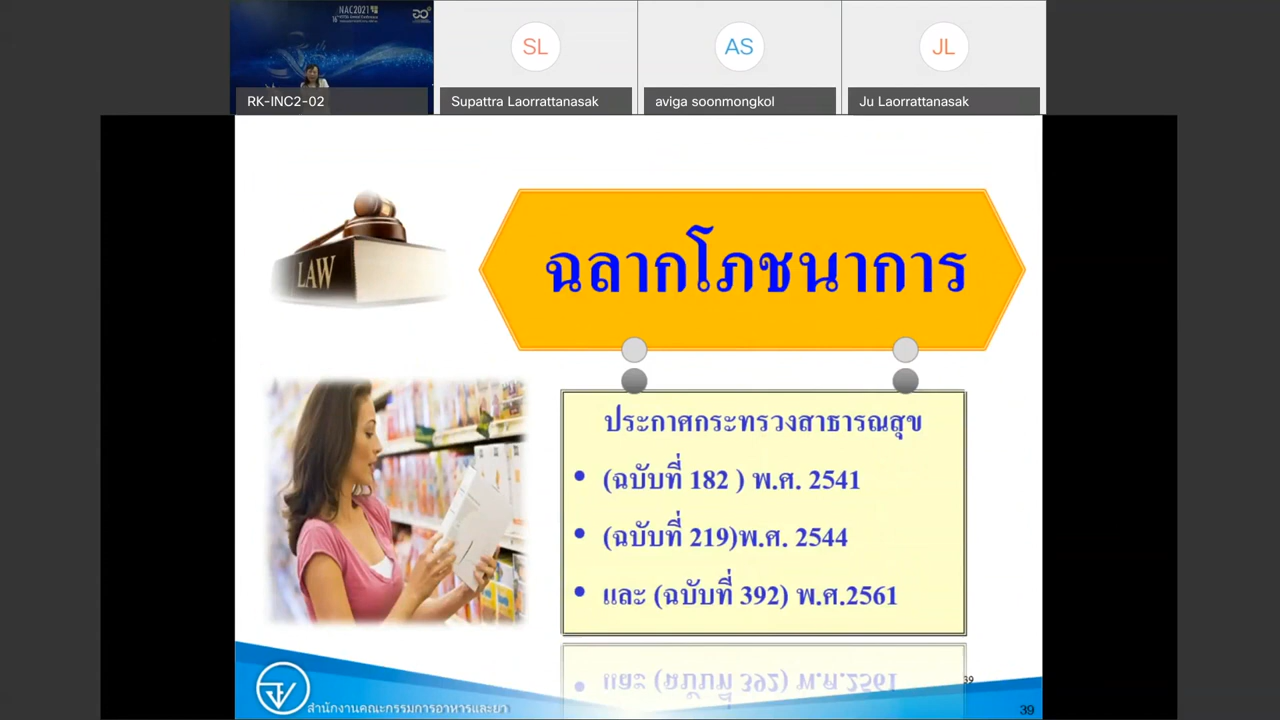 NAC2021
RK-INC2-02
SL
Supattra Laorrattanasak
AS
aviga soonmongkol
JL
Ju Laorrattanasak
LAW
ฉลากโภชนาการ
ประกาศกระทรวงสาธารณสุข
• (ฉบับที่ 182 ) พ.ศ. 2541
• (ฉบับที่ 219)พ.ศ. 2544
• และ (ฉบับที่ 392) พ.ศ.2561
สำนักงานคณะกรรมการอาหารและยา
39
39